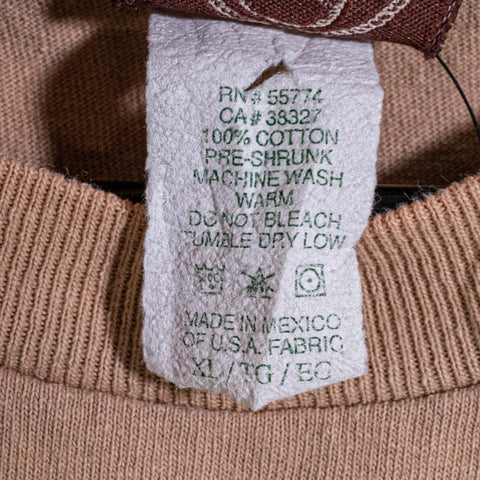 RN# 55774
CA# 38327
100% COTTON
PRE-SHRUNK
MACHINE WASH
WARM
DO NOT BLEACH
TUMBLE DRY LOW
MADE IN MEXICO
OF U.S.A. FABRIC
XL / TG / EG